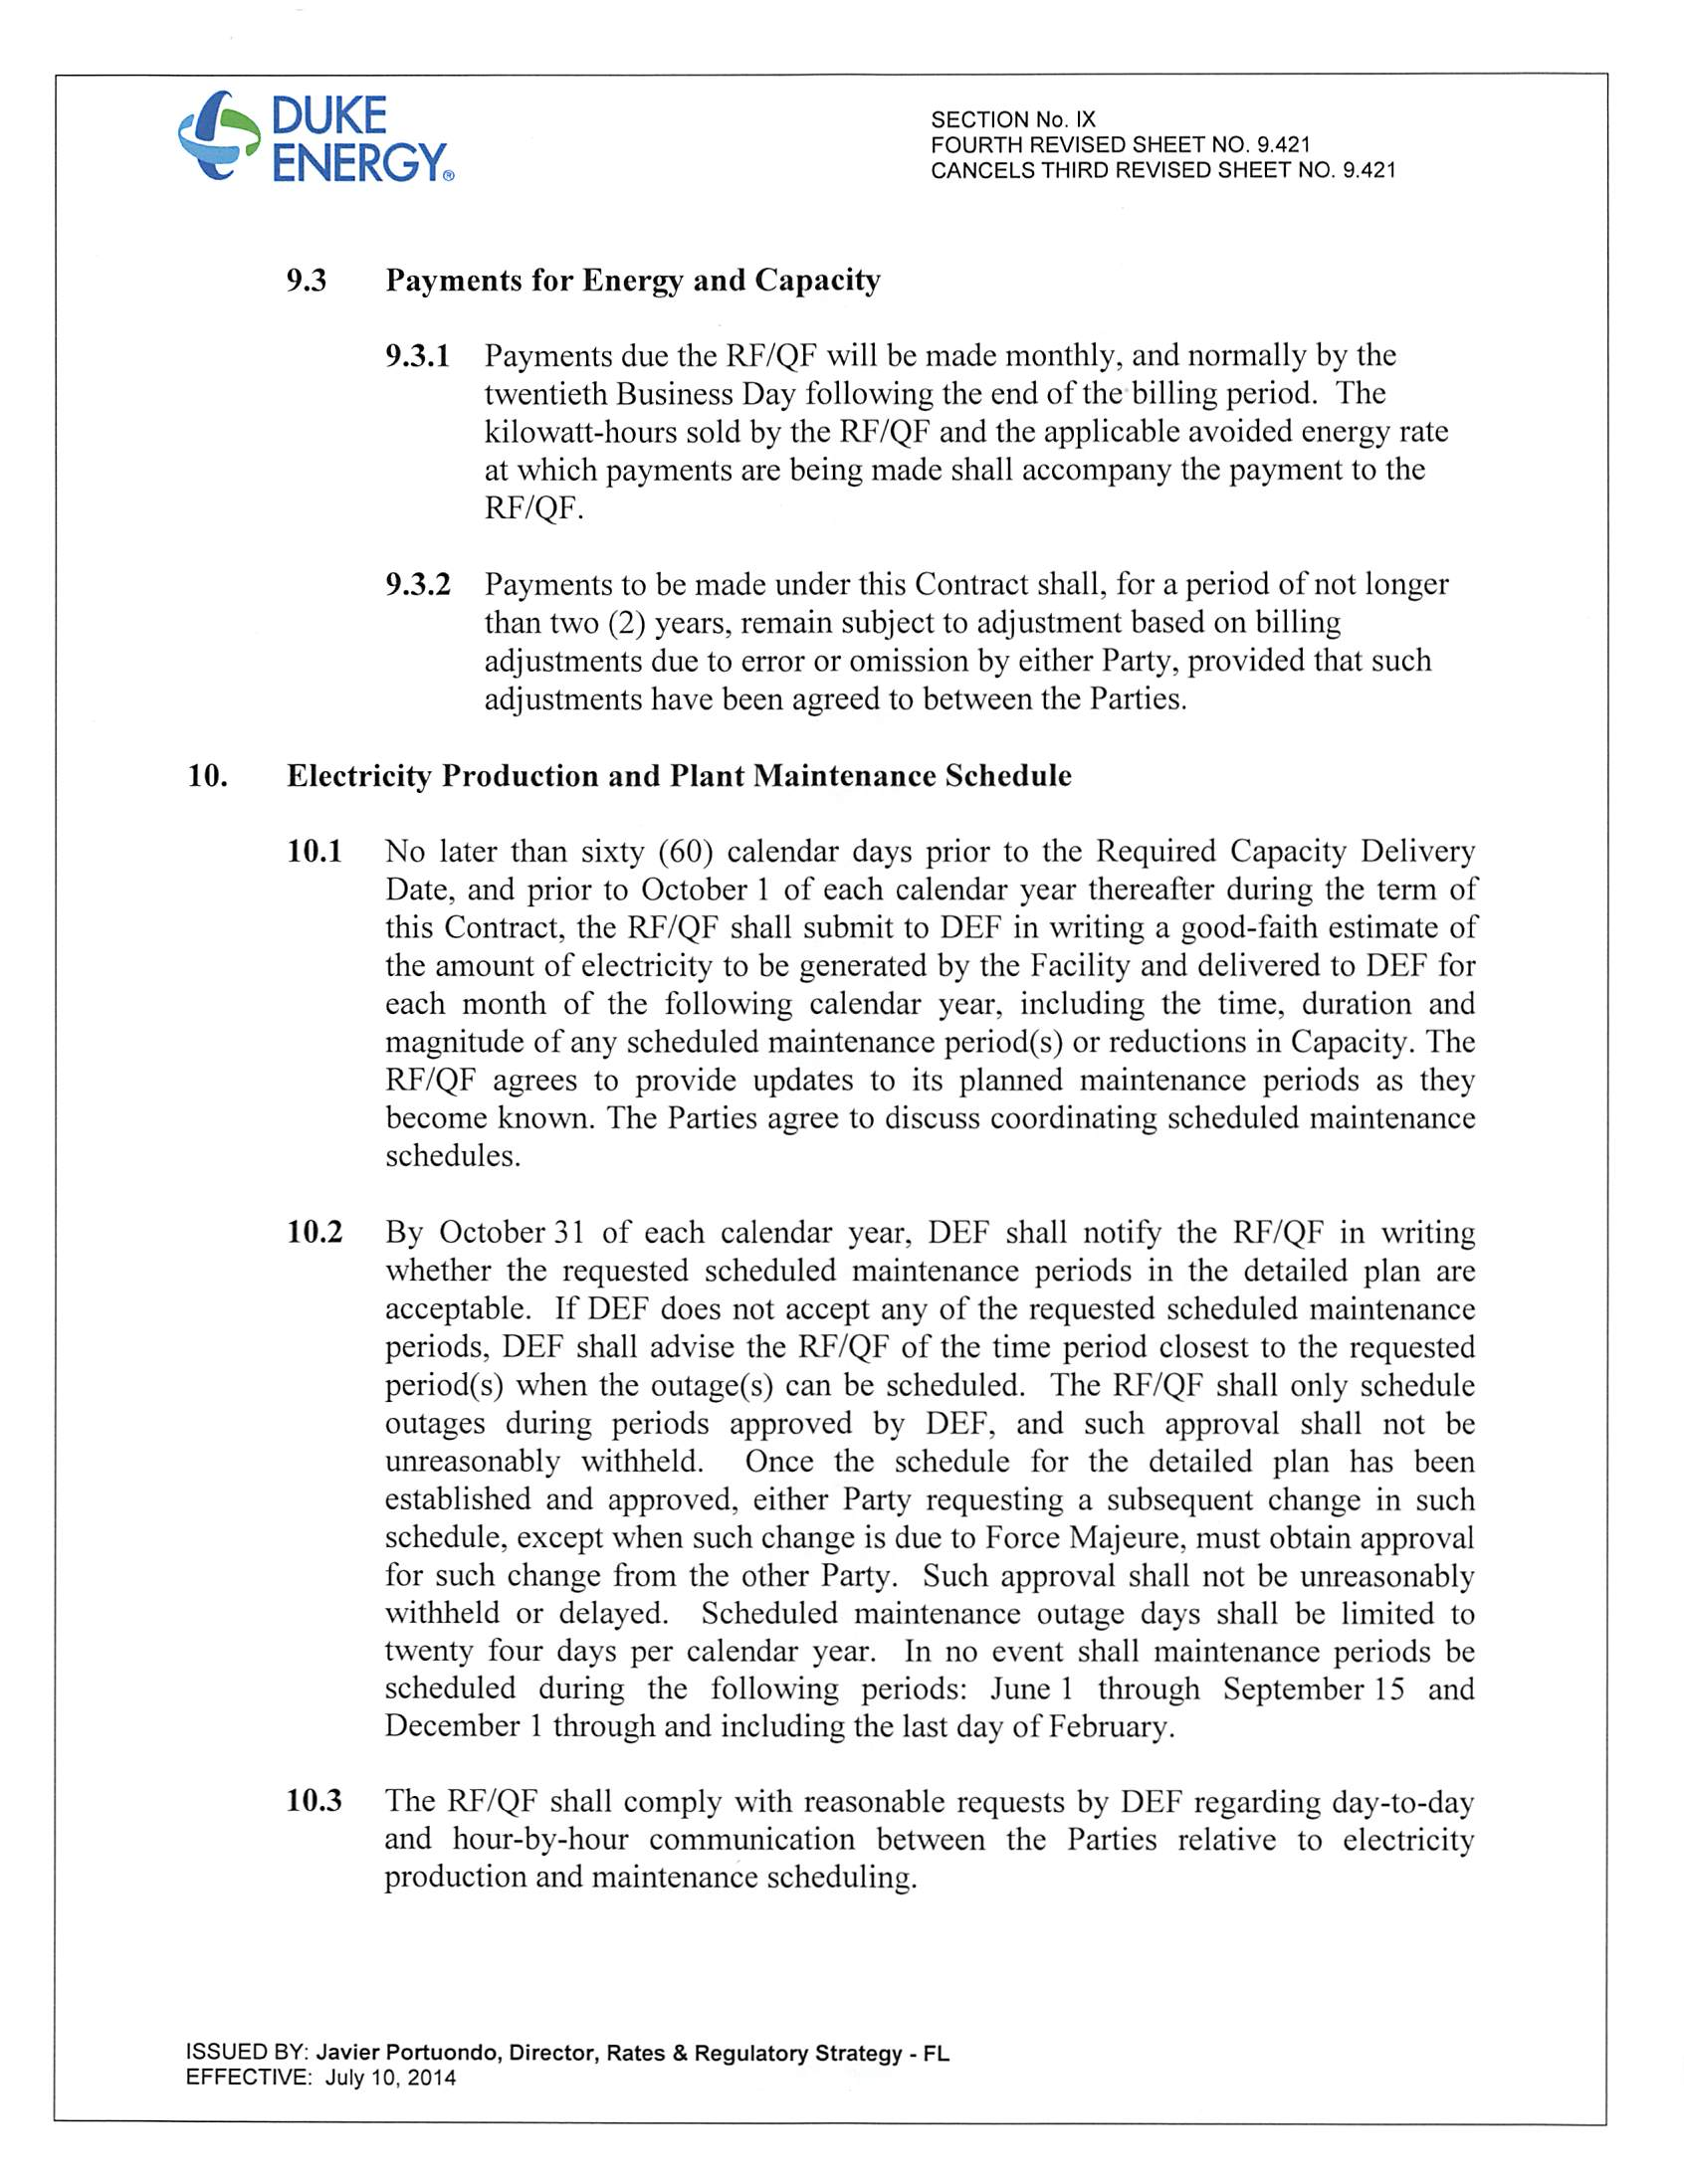 DUKE
ENERGY®
SECTION No. IX
FOURTH REVISED SHEET NO. 9.421
CANCELS THIRD REVISED SHEET NO. 9.421
9.3 Payments for Energy and Capacity
9.3.1 Payments due the RF/QF will be made monthly, and normally by the
twentieth Business Day following the end of the billing period. The
kilowatt-hours sold by the RF/QF and the applicable avoided energy rate
at which payments are being made shall accompany the payment to the
RF/QF.
9.3.2 Payments to be made under this Contract shall, for a period of not longer
than two (2) years, remain subject to adjustment based on billing
adjustments due to error or omission by either Party, provided that such
adjustments have been agreed to between the Parties.
10. Electricity Production and Plant Maintenance Schedule
10.1 No later than sixty (60) calendar days prior to the Required Capacity Delivery
Date, and prior to October 1 of each calendar year thereafter during the term of
this Contract, the RF/QF shall submit to DEF in writing a good-faith estimate of
the amount of electricity to be generated by the Facility and delivered to DEF for
each month of the following calendar year, including the time, duration and
magnitude of any scheduled maintenance period(s) or reductions in Capacity. The
RF/QF agrees to provide updates to its planned maintenance periods as they
become known. The Parties agree to discuss coordinating scheduled maintenance
schedules.
10.2 By October 31 of each calendar year, DEF shall notify the RF/QF in writing
whether the requested scheduled maintenance periods in the detailed plan are
acceptable. If DEF does not accept any of the requested scheduled maintenance
periods, DEF shall advise the RF/QF of the time period closest to the requested
period(s) when the outage(s) can be scheduled. The RF/QF shall only schedule
outages during periods approved by DEF, and such approval shall not be
unreasonably withheld. Once the schedule for the detailed plan has been
established and approved, either Party requesting a subsequent change in such
schedule, except when such change is due to Force Majeure, must obtain approval
for such change from the other Party. Such approval shall not be unreasonably
withheld or delayed. Scheduled maintenance outage days shall be limited to
twenty four days per calendar year. In no event shall maintenance periods be
scheduled during the following periods: June 1 through September 15 and
December 1 through and including the last day of February.
10.3 The RF/QF shall comply with reasonable requests by DEF regarding day-to-day
and hour-by-hour communication between the Parties relative to electricity
production and maintenance scheduling.
ISSUED BY: Javier Portuondo, Director, Rates & Regulatory Strategy - FL
EFFECTIVE: July 10, 2014